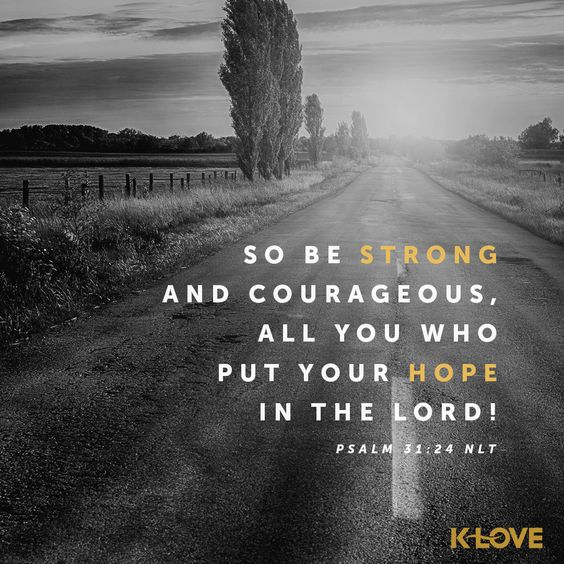 SO BE STRONG
AND COURAGEOUS,
ALL YOU WHO
PUT YOUR HOPE
IN THE LORD!
PSALM 31:24 NLT
K-LOVE